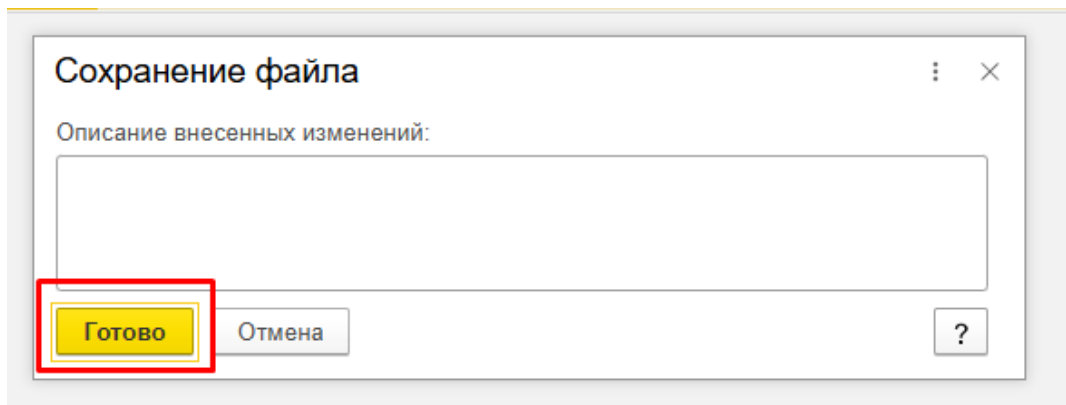 Сохранение файла
Описание внесенных изменений:
Готово Отмена ?